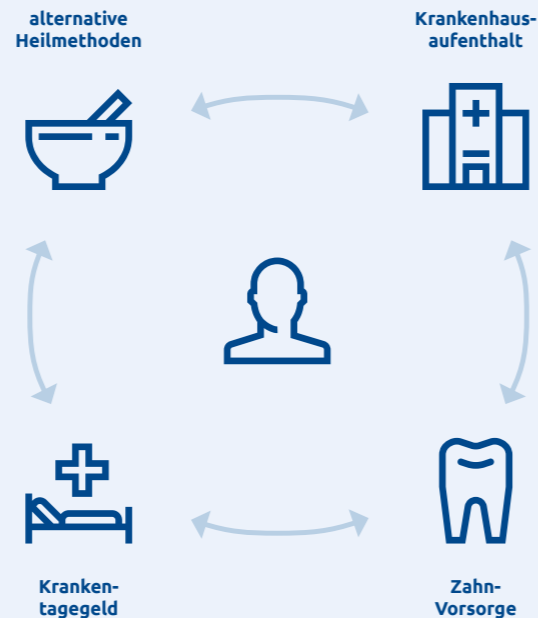 alternative
Heilmethoden
Krankenhaus-
aufenthalt
Kranken-
tagegeld
Zahn-
Vorsorge